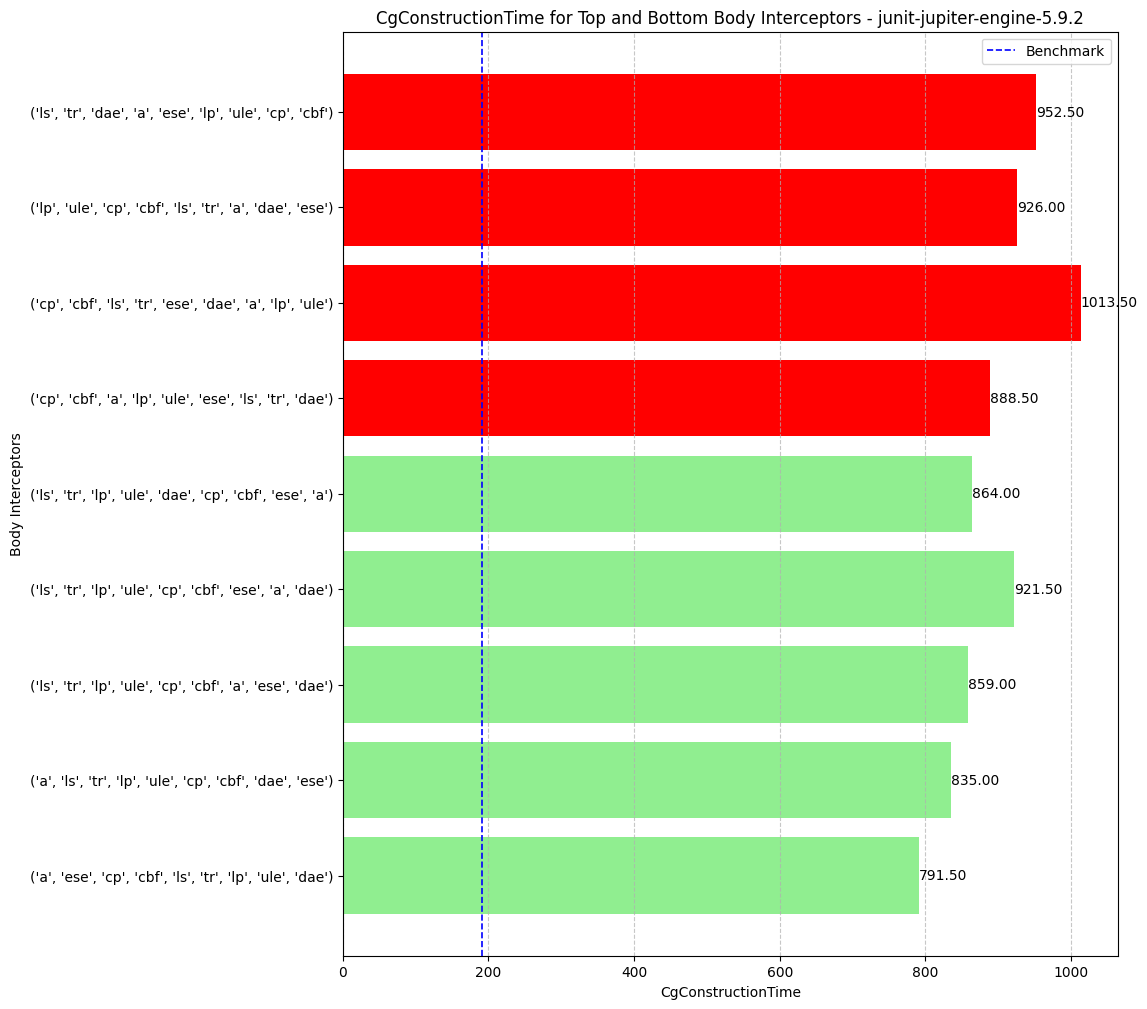 CgConstructionTime for Top and Bottom Body Interceptors - junit-jupiter-engine-5.9.2
Benchmark
('ls', 'tr', 'dae', 'a', 'ese', 'lp', 'ule', 'cp', 'cbf') 952.50
('lp', 'ule', 'cp', 'cbf', 'ls', 'tr', 'a', 'dae', 'ese') 926.00
('cp', 'cbf', 'ls', 'tr', 'ese', 'dae', 'a', 'lp', 'ule') 1013.50
('cp', 'cbf', 'a', 'lp', 'ule', 'ese', 'ls', 'tr', 'dae') 888.50
('ls', 'tr', 'lp', 'ule', 'dae', 'cp', 'cbf', 'ese', 'a') 864.00
('ls', 'tr', 'lp', 'ule', 'cp', 'cbf', 'ese', 'a', 'dae') 921.50
('ls', 'tr', 'lp', 'ule', 'cp', 'cbf', 'a', 'ese', 'dae') 859.00
('a', 'ls', 'tr', 'lp', 'ule', 'cp', 'cbf', 'dae', 'ese') 835.00
('a', 'ese', 'cp', 'cbf', 'ls', 'tr', 'lp', 'ule', 'dae') 791.50
Body Interceptors
0 200 400 600 800 1000
CgConstructionTime